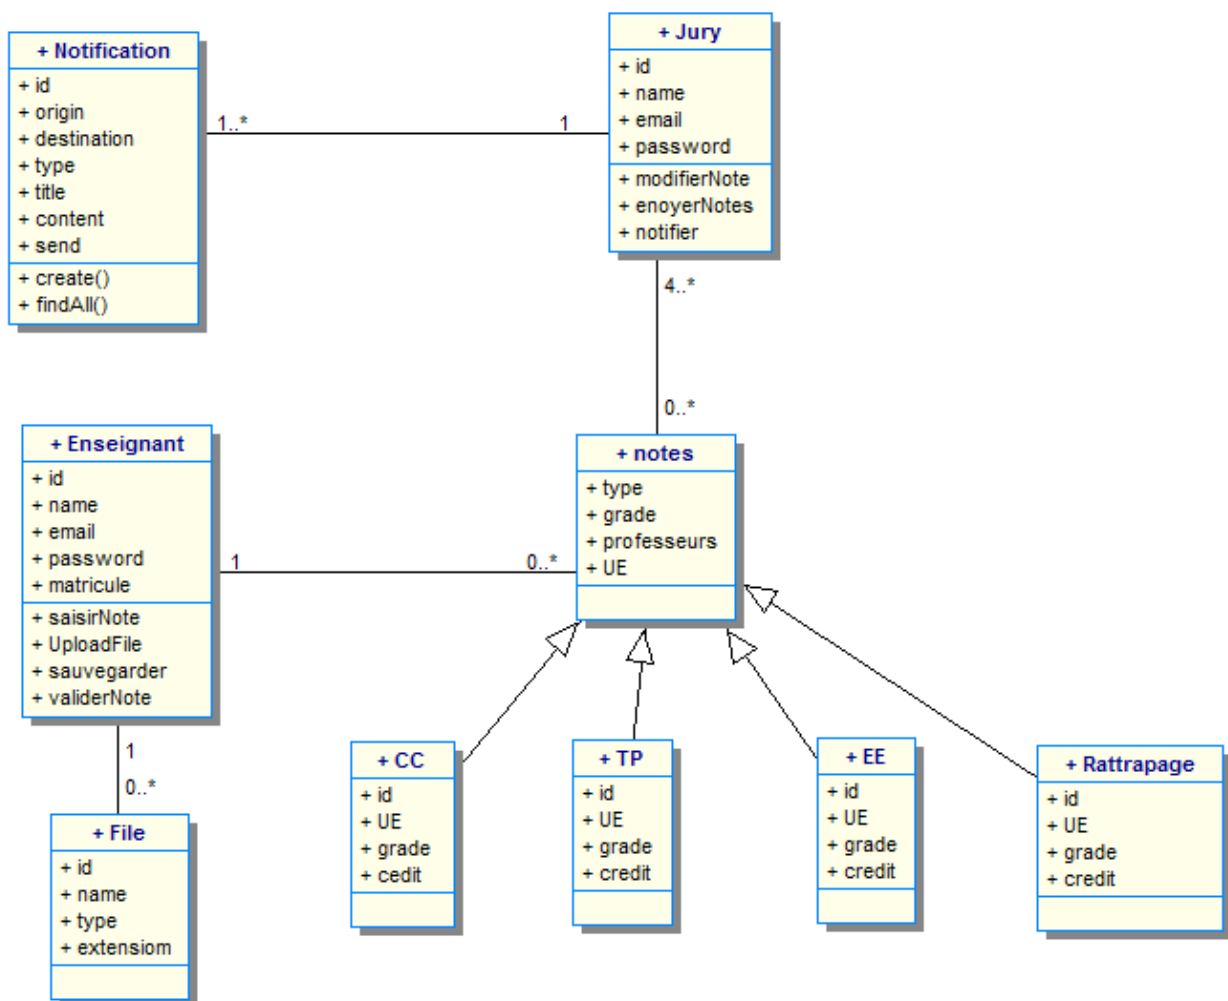 + Notification
+ id
+ origin
+ destination
+ type
+ title
+ content
+ send
+ create()
+ findAll()
1..*
1
+ Jury
+ id
+ name
+ email
+ password
+ modifierNote
+ enoyerNotes
+ notifier
4..*
0..*
+ Enseignant
+ id
+ name
+ email
+ password
+ matricule
+ saisirNote
+ UploadFile
+ sauvegarder
+ validerNote
1
0..*
+ notes
+ type
+ grade
+ professeurs
+ UE
1
0..*
+ File
+ id
+ name
+ type
+ extensiom
+ CC
+ id
+ UE
+ grade
+ cedit
+ TP
+ id
+ UE
+ grade
+ credit
+ EE
+ id
+ UE
+ grade
+ credit
+ Rattrapage
+ id
+ UE
+ grade
+ credit